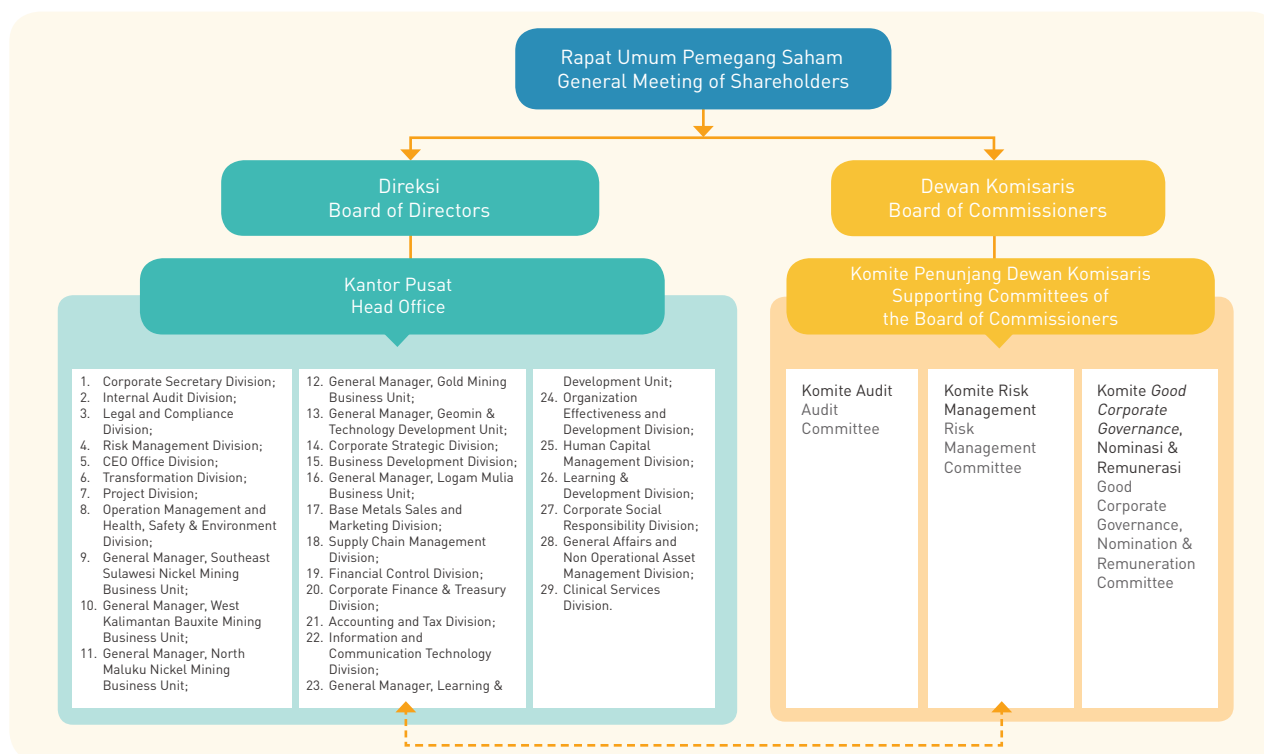 Rapat Umum Pemegang Saham
General Meeting of Shareholders
Direksi
Board of Directors
Dewan Komisaris
Board of Commissioners
Kantor Pusat
Head Office
Komite Penunjang Dewan Komisaris
Supporting Committees of
the Board of Commissioners
1. Corporate Secretary Division;
2. Internal Audit Division;
3. Legal and Compliance
Division;
4. Risk Management Division;
5. CEO Office Division;
6. Transformation Division;
7. Project Division;
8. Operation Management and
Health, Safety & Environment
Division;
9. General Manager, Southeast
Sulawesi Nickel Mining
Business Unit;
10. General Manager, West
Kalimantan Bauxite Mining
Business Unit;
11. General Manager, North
Maluku Nickel Mining
Business Unit;
12. General Manager, Gold Mining
Business Unit;
13. General Manager, Geomin &
Technology Development Unit;
14. Corporate Strategic Division;
15. Business Development Division;
16. General Manager, Logam Mulia
Business Unit;
17. Base Metals Sales and
Marketing Division;
18. Supply Chain Management
Division;
19. Financial Control Division;
20. Corporate Finance & Treasury
Division;
21. Accounting and Tax Division;
22. Information and
Communication Technology
Division;
23. General Manager, Learning &
Development Unit;
24. Organization
Effectiveness and
Development Division;
25. Human Capital
Management Division;
26. Learning &
Development Division;
27. Corporate Social
Responsibility Division;
28. General Affairs and
Non Operational Asset
Management Division;
29. Clinical Services
Division.
Komite Audit
Audit
Committee
Komite Risk
Management
Risk
Management
Committee
Komite Good
Corporate
Governance,
Nominasi &
Remunerasi
Good
Corporate
Governance,
Nomination &
Remuneration
Committee